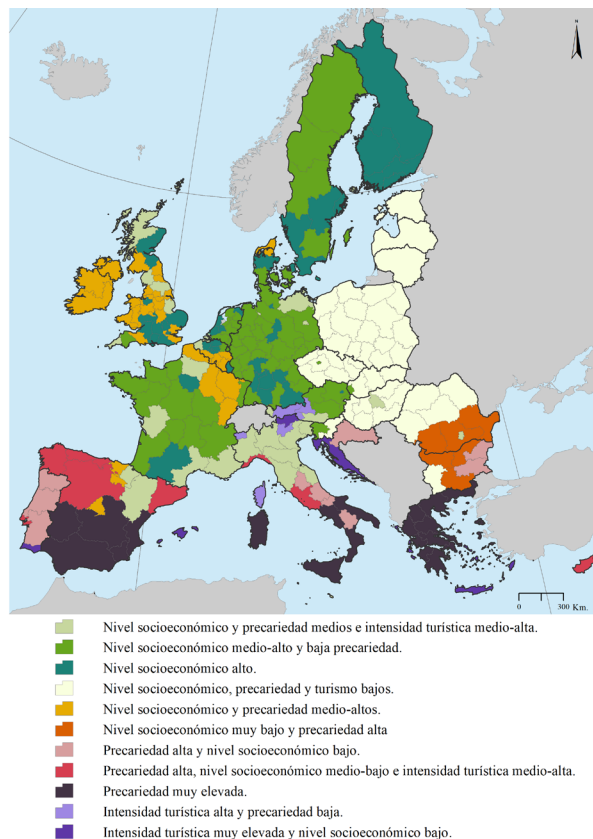 N
0 300 Km.
Nivel socioeconómico y precariedad medios e intensidad turística medio-alta.
Nivel socioeconómico medio-alto y baja precariedad.
Nivel socioeconómico alto.
Nivel socioeconómico, precariedad y turismo bajos.
Nivel socioeconómico y precariedad medio-altos.
Nivel socioeconómico muy bajo y precariedad alta
Precariedad alta y nivel socioeconómico bajo.
Precariedad alta, nivel socioeconómico medio-bajo e intensidad turística medio-alta.
Precariedad muy elevada.
Intensidad turística alta y precariedad baja.
Intensidad turística muy elevada y nivel socioeconómico bajo.